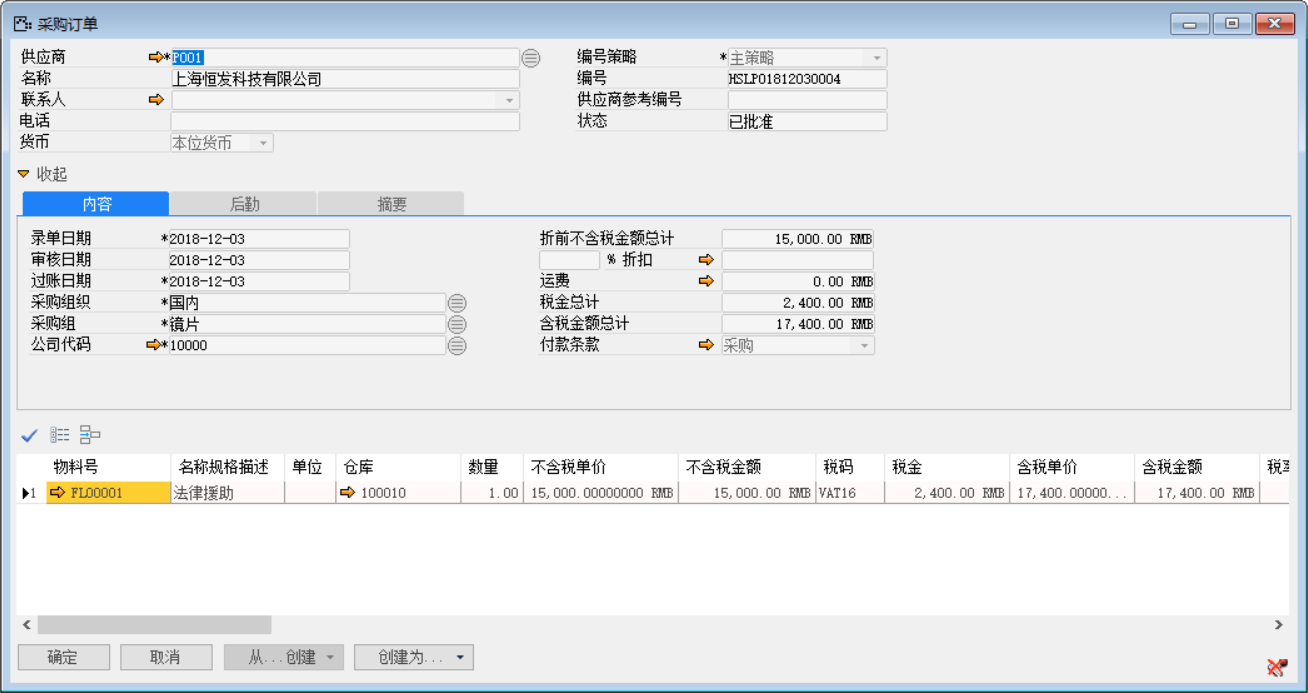 采购订单
供应商 *P001 编号策略 *主策略
名称 上海恒发科技有限公司 编号 HSLP01812030004
联系人 供应商参考编号
电话 状态 已批准
货币 本位货币
收起
内容 后勤 摘要
录单日期 *2018-12-03 折前不含税金额总计 15,000.00 RMB
审核日期 2018-12-03 % 折扣
过账日期 *2018-12-03 运费 0.00 RMB
采购组织 *国内 税金总计 2,400.00 RMB
采购组 *镜片 含税金额总计 17,400.00 RMB
公司代码 *10000 付款条款 采购
物料号 名称规格描述 单位 仓库 数量 不含税单价 不含税金额 税码 税金 含税单价 含税金额
1 FL00001 法律援助 100010 1.00 15,000.00000000 RMB 15,000.00 RMB VAT16 2,400.00 RMB 17,400.00000... 17,400.00 RMB
确定 取消 从...创建 创建为...